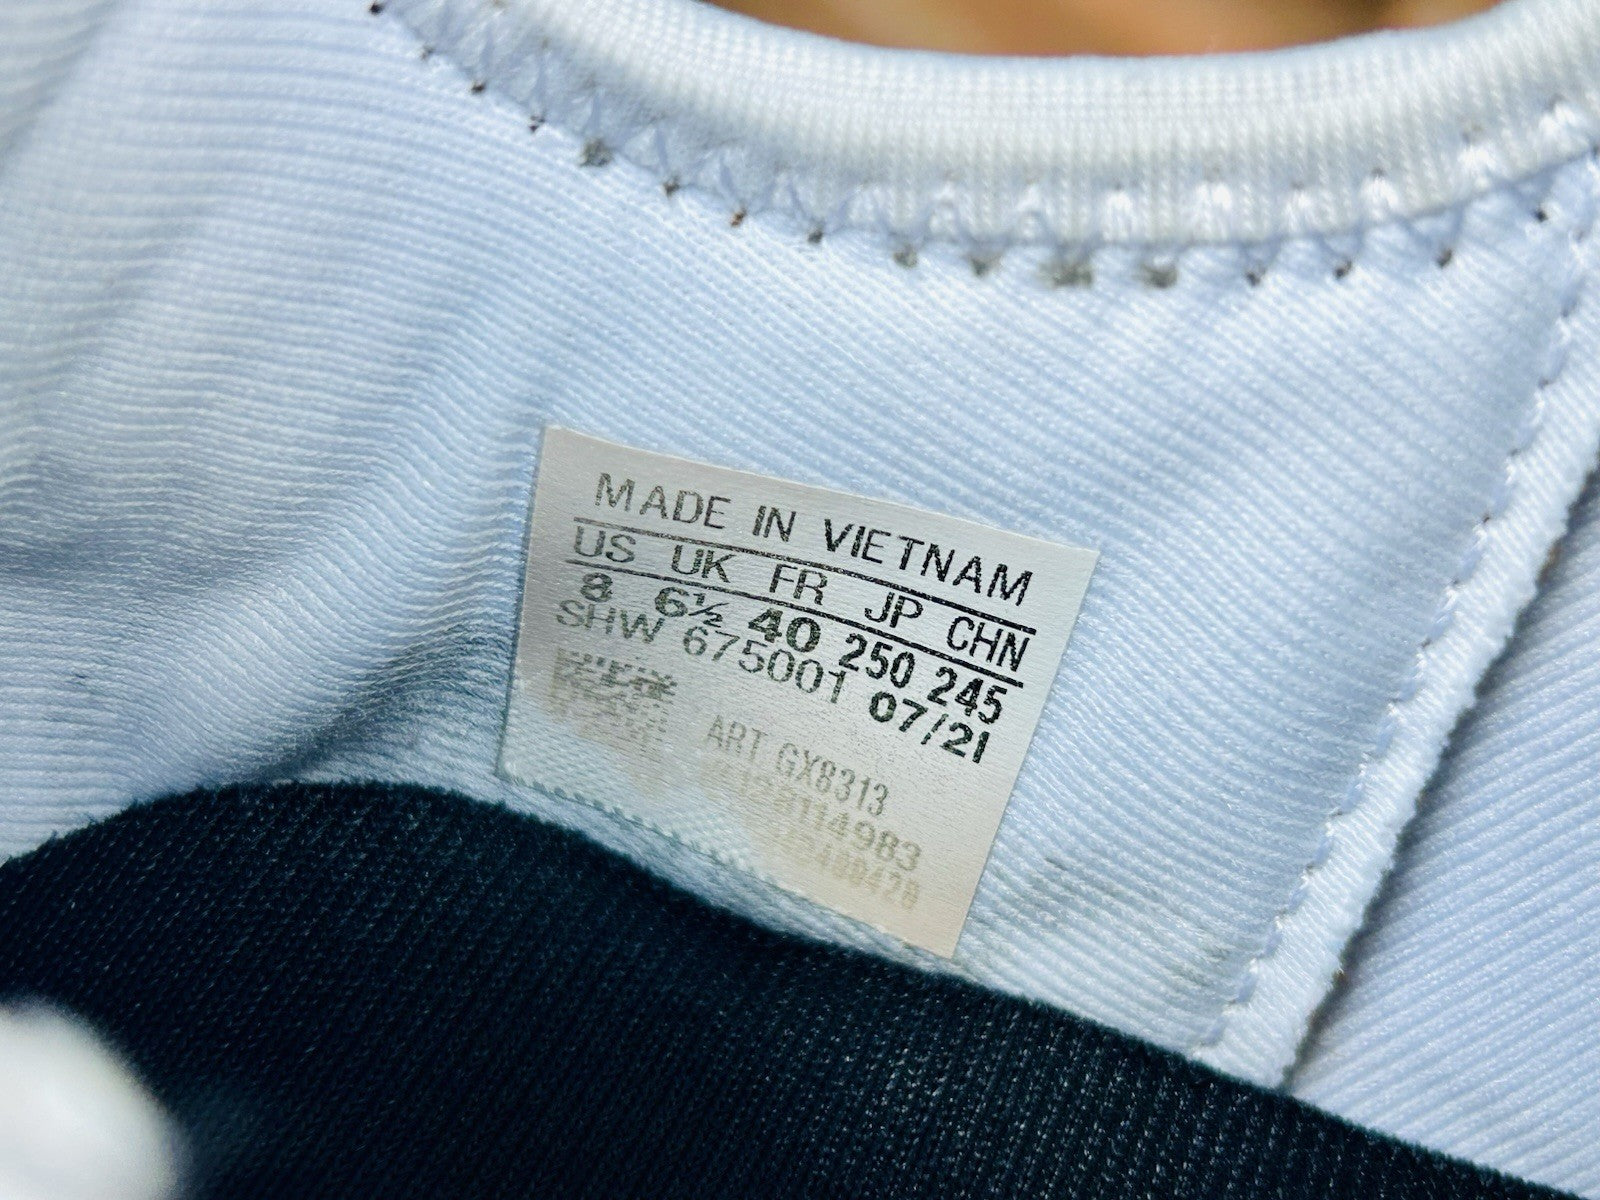 MADE IN VIETNAM
US UK FR JP CHN
8 6½ 40 250 245
SHW 675001 07/21
ART GX8313